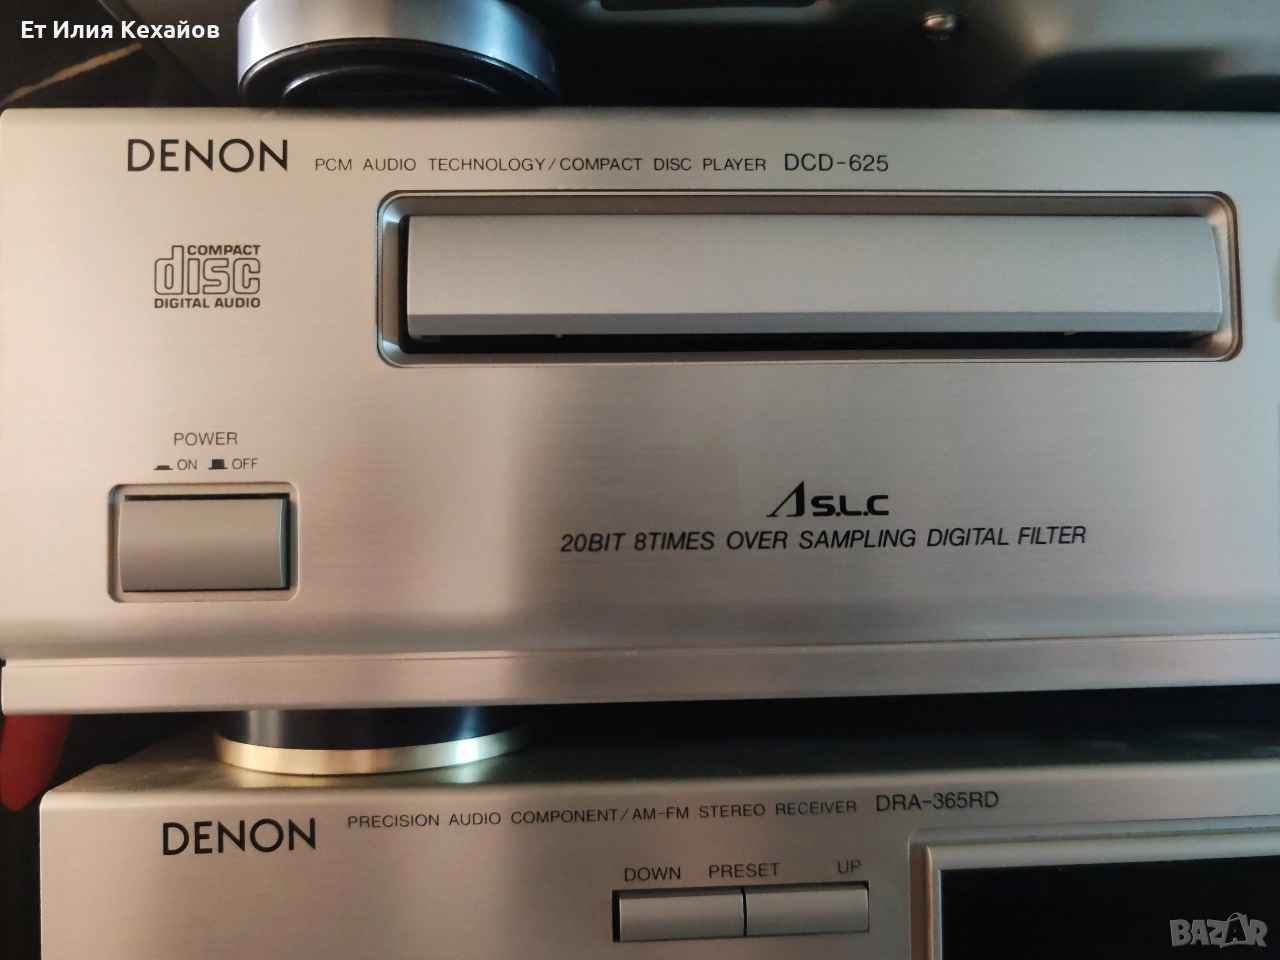 Ет Илия Кехайов
DENON PCM AUDIO TECHNOLOGY/COMPACT DISC PLAYER DCD-625
COMPACT
disc
DIGITAL AUDIO
POWER
ON OFF
A S.L.C
20BIT 8TIMES OVER SAMPLING DIGITAL FILTER
DENON PRECISION AUDIO COMPONENT/AM-FM STEREO RECEIVER DRA-365RD
DOWN PRESET UP
BAZAR